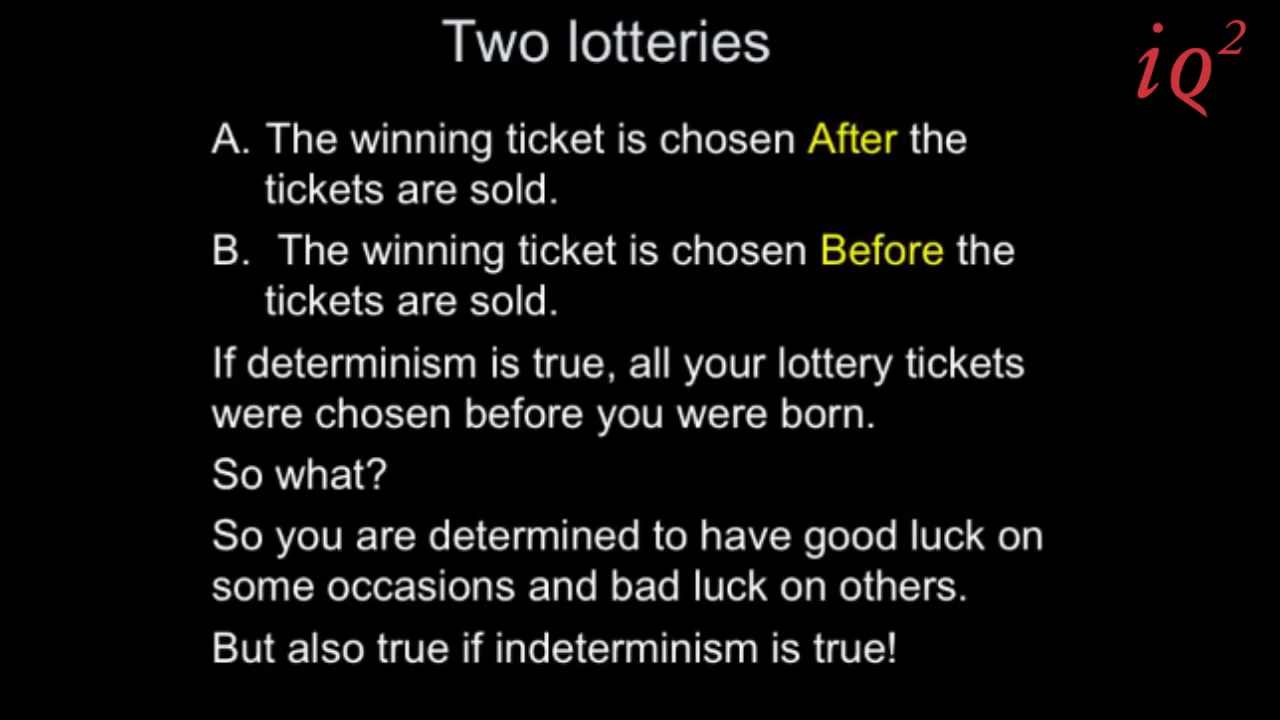 Two lotteries
iQ²
A. The winning ticket is chosen After the
tickets are sold.
B. The winning ticket is chosen Before the
tickets are sold.
If determinism is true, all your lottery tickets
were chosen before you were born.
So what?
So you are determined to have good luck on
some occasions and bad luck on others.
But also true if indeterminism is true!